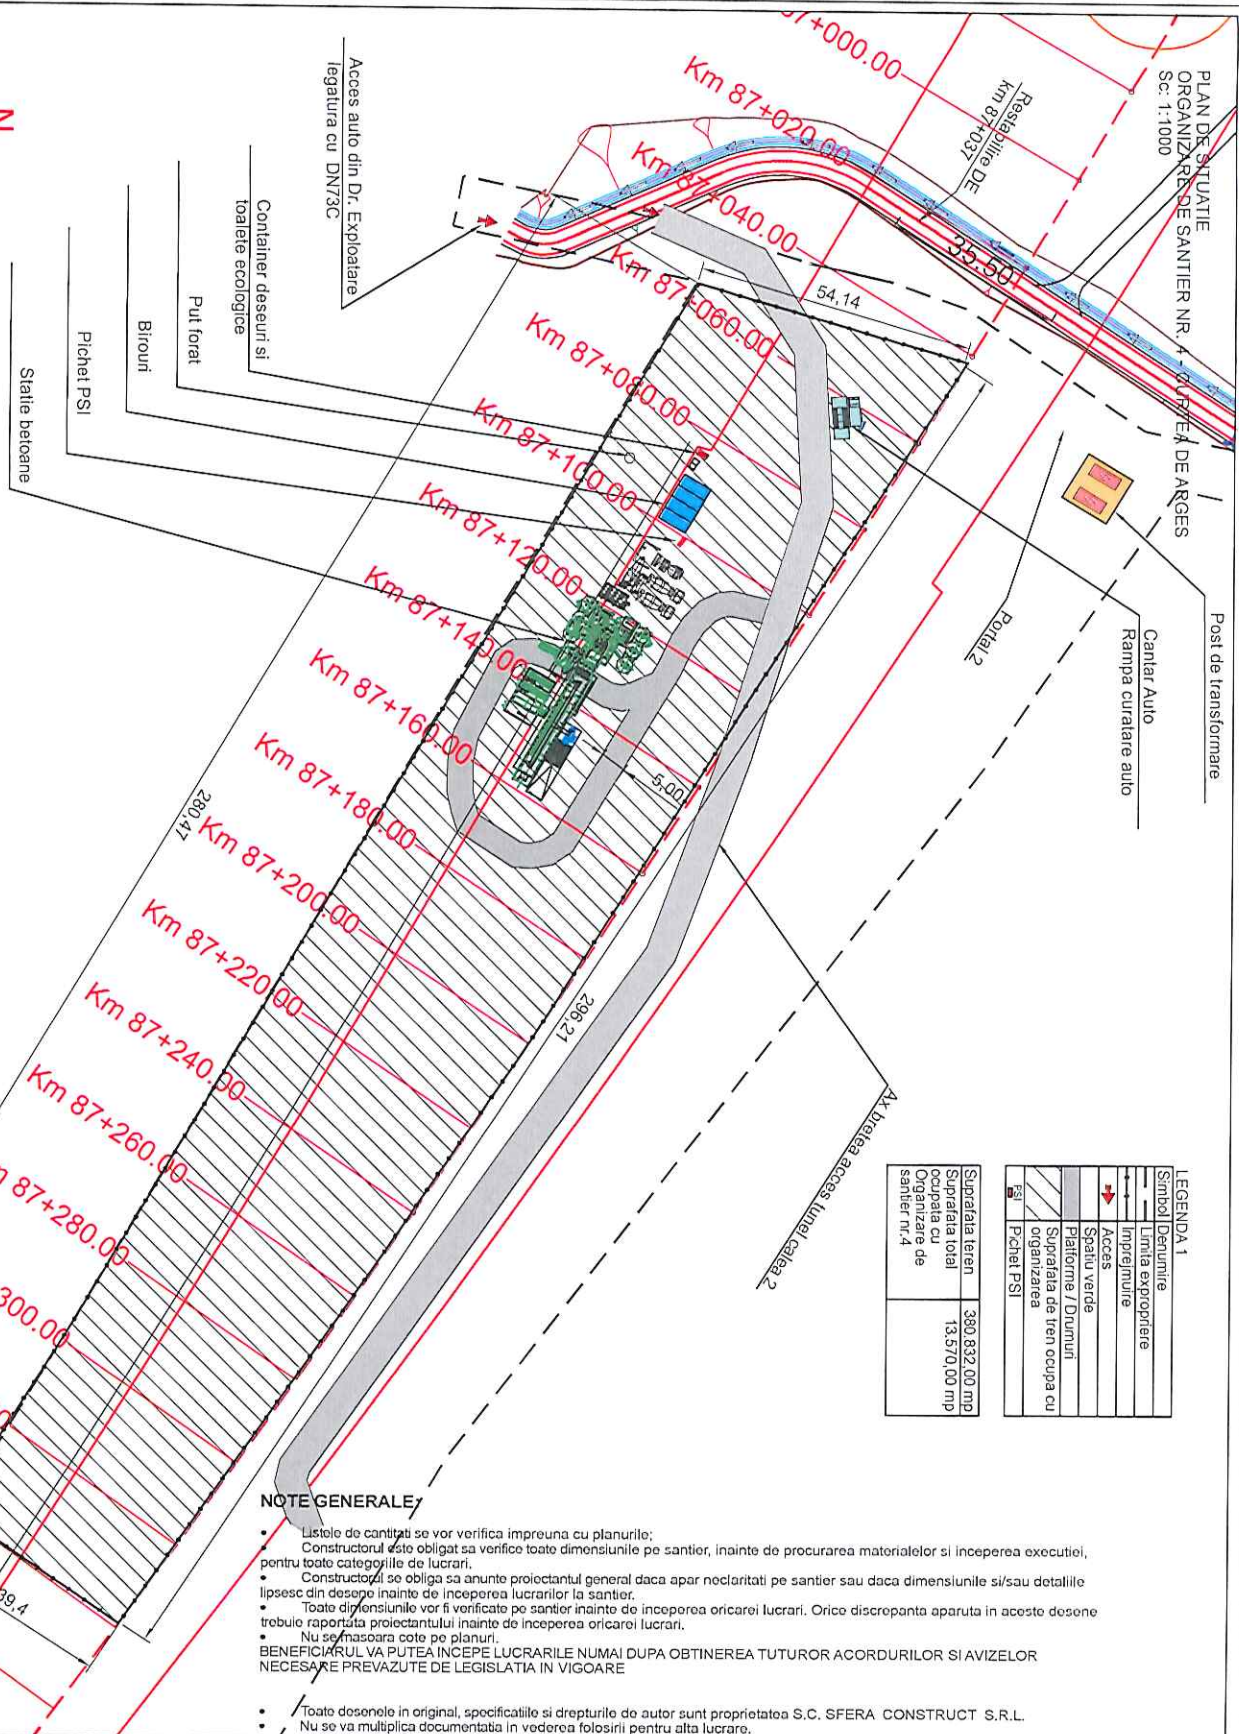 PLAN DE SITUATIE
ORGANIZARE DE SANTIER NR. 4 - CURTEA DE ARGES
Sc: 1:1000
7+000.00
Km 87+020.00
Km 87+040.00
Km 87+060.00
Km 87+080.00
Km 87+100.00
Km 87+120.00
Km 87+140.00
Km 87+160.00
Km 87+180.00
Km 87+200.00
Km 87+220.00
Km 87+240.00
Km 87+260.00
87+280.00
300.00
Restabilire DE
km 87+037
35.50
54,14
5,00
280,47
296,21
39,4
N
Acces auto din Dr. Exploatare
legatura cu DN73C
Container deseuri si
toalete ecologice
Put forat
Birouri
Pichet PSI
Statie betoane
Post de transformare
Cantar Auto
Rampa curatare auto
Portal 2
Ax bretea acces tunel calea 2
LEGENDA 1
Simbol Denumire
Limita expropriere
Imprejmuire
Acces
Spatiu verde
Platforme / Drumuri
Suprafata de tren ocupa cu
organizarea
PSI Pichet PSI
Suprafata teren 380.832,00 mp
Suprafata total 13.570,00 mp
ocupata cu
Organizare de
santier nr.4
NOTE GENERALE:
• Listele de cantitati se vor verifica impreuna cu planurile;
• Constructorul este obligat sa verifice toate dimensiunile pe santier, inainte de procurarea materialelor si inceperea executiei,
pentru toate categoriile de lucrari.
• Constructorul se obliga sa anunte proiectantul general daca apar neclaritati pe santier sau daca dimensiunile si/sau detaliile
lipsesc din desene inainte de inceperea lucrarilor la santier.
• Toate dimensiunile vor fi verificate pe santier inainte de inceperea oricarei lucrari. Orice discrepanta aparuta in aceste desene
trebuie raportata proiectantului inainte de inceperea oricarei lucrari.
• Nu se masoara cote pe planuri.
BENEFICIARUL VA PUTEA INCEPE LUCRARILE NUMAI DUPA OBTINEREA TUTUROR ACORDURILOR SI AVIZELOR
NECESARE PREVAZUTE DE LEGISLATIA IN VIGOARE
• Toate desenele in original, specificatiile si drepturile de autor sunt proprietatea S.C. SFERA CONSTRUCT S.R.L.
• Nu se va multiplica documentatia in vederea folosirii pentru alta lucrare.